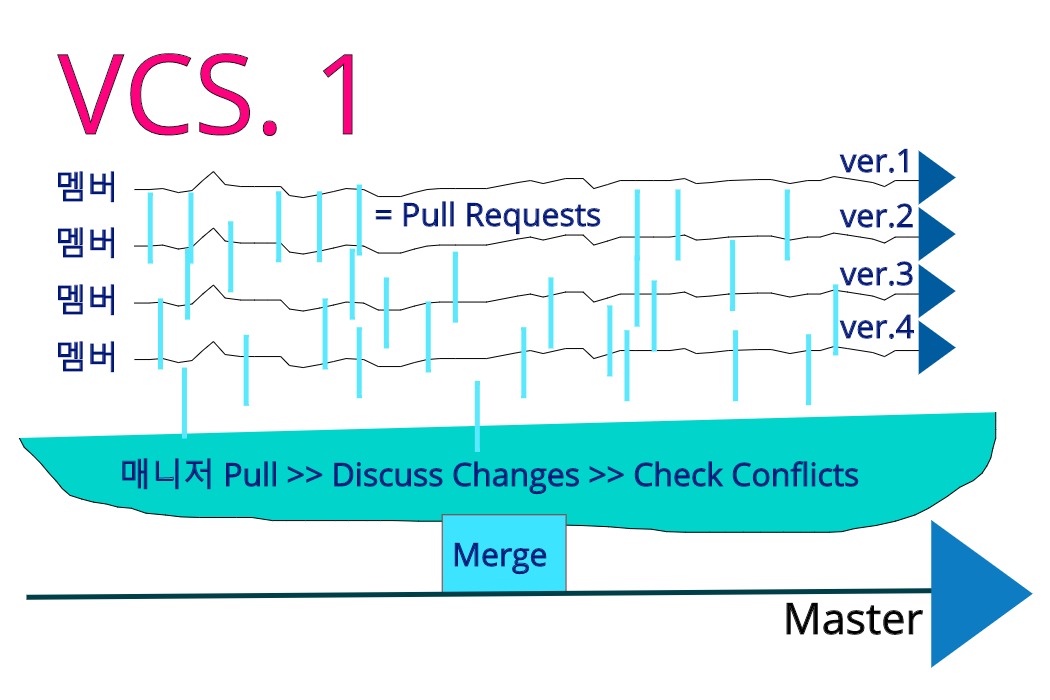 VCS. 1
멤버
ver.1
= Pull Requests
멤버
ver.2
멤버
ver.3
멤버
ver.4
매니저 Pull >> Discuss Changes >> Check Conflicts
Merge
Master